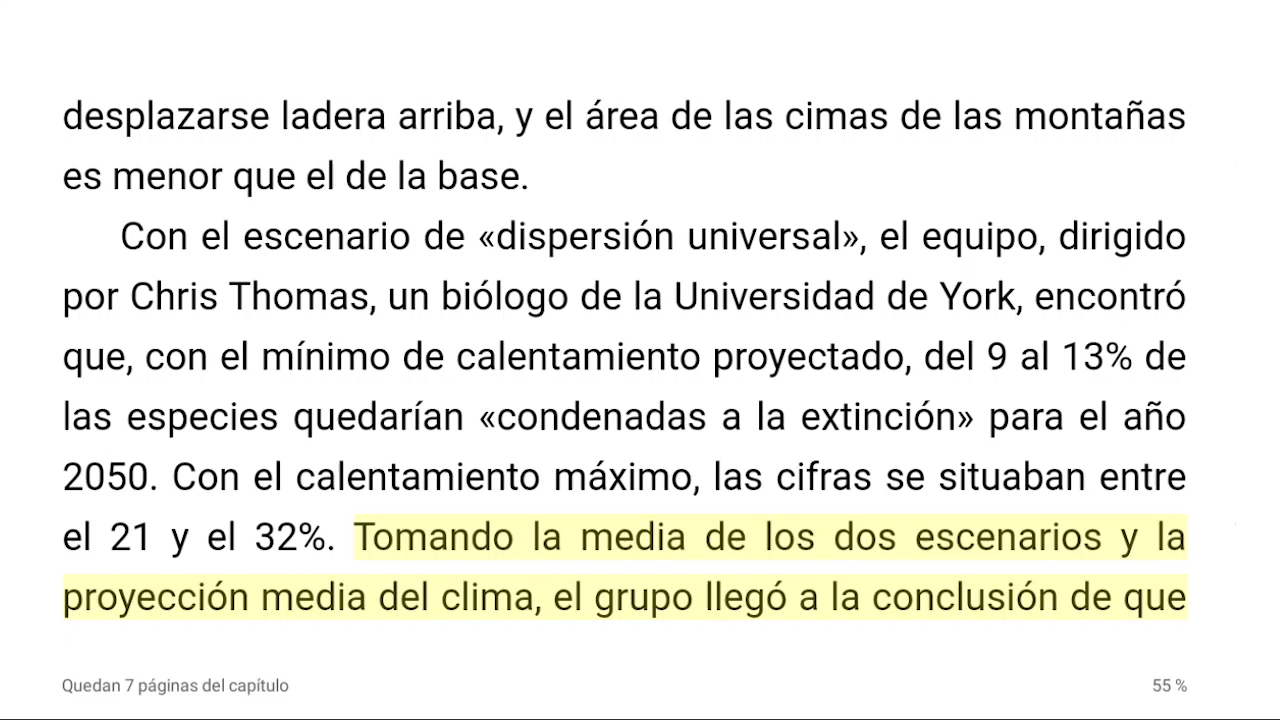 desplazarse ladera arriba, y el área de las cimas de las montañas
es menor que el de la base.
Con el escenario de «dispersión universal», el equipo, dirigido
por Chris Thomas, un biólogo de la Universidad de York, encontró
que, con el mínimo de calentamiento proyectado, del 9 al 13% de
las especies quedarían «condenadas a la extinción» para el año
2050. Con el calentamiento máximo, las cifras se situaban entre
el 21 y el 32%. Tomando la media de los dos escenarios y la
proyección media del clima, el grupo llegó a la conclusión de que
Quedan 7 páginas del capítulo
55 %